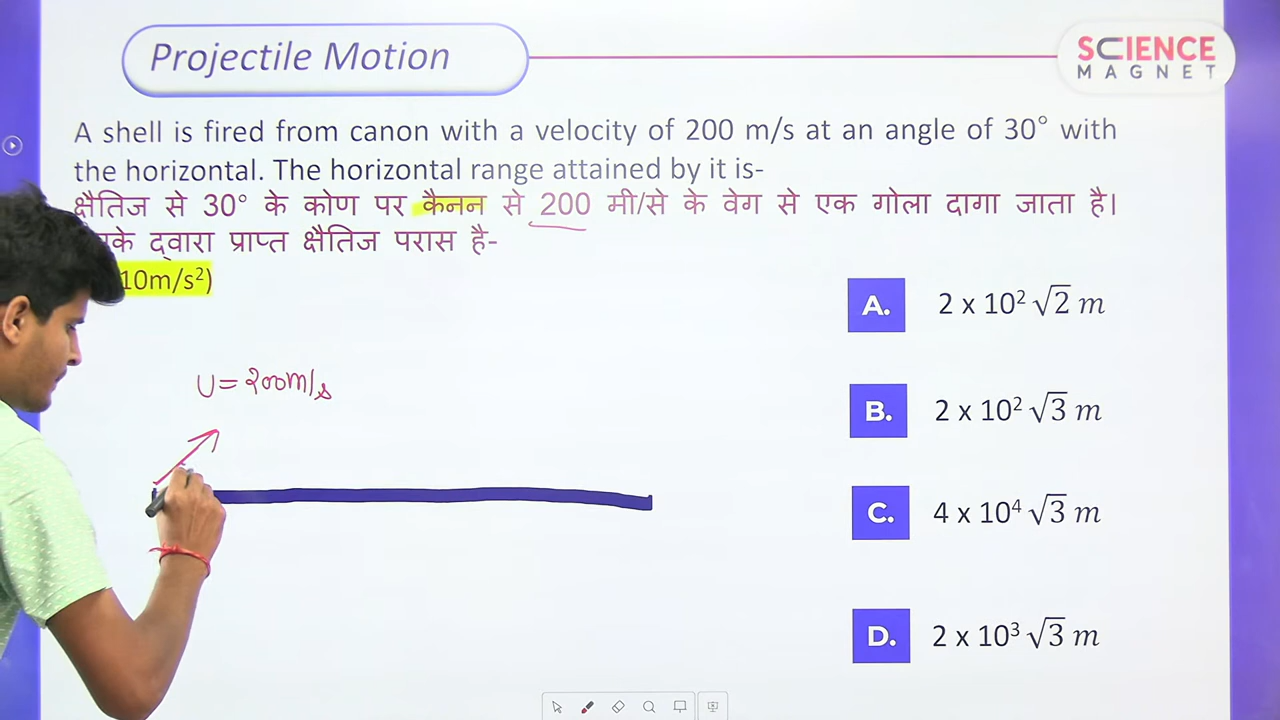 Projectile Motion
SCIENCE
MAGNET
A shell is fired from canon with a velocity of 200 m/s at an angle of 30° with
the horizontal. The horizontal range attained by it is-
क्षैतिज से 30° के कोण पर कैनन से 200 मी/से के वेग से एक गोला दागा जाता है।
के द्वारा प्राप्त क्षैतिज परास है-
10m/s²)
A. 2 x 10² √2 m
U = 200m/s
B. 2 x 10² √3 m
C. 4 x 10⁴ √3 m
D. 2 x 10³ √3 m